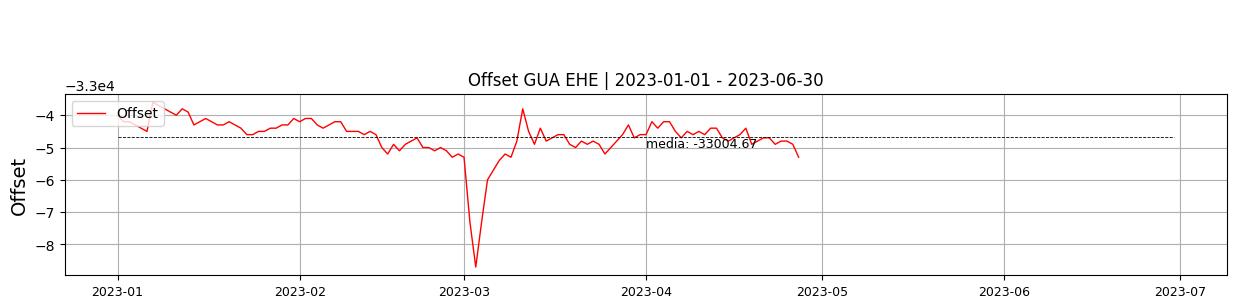 Offset GUA EHE | 2023-01-01 - 2023-06-30
−3.3e4
Offset
−4
−5
−6
−7
−8
Offset
media: -33004.67
2023-01
2023-02
2023-03
2023-04
2023-05
2023-06
2023-07